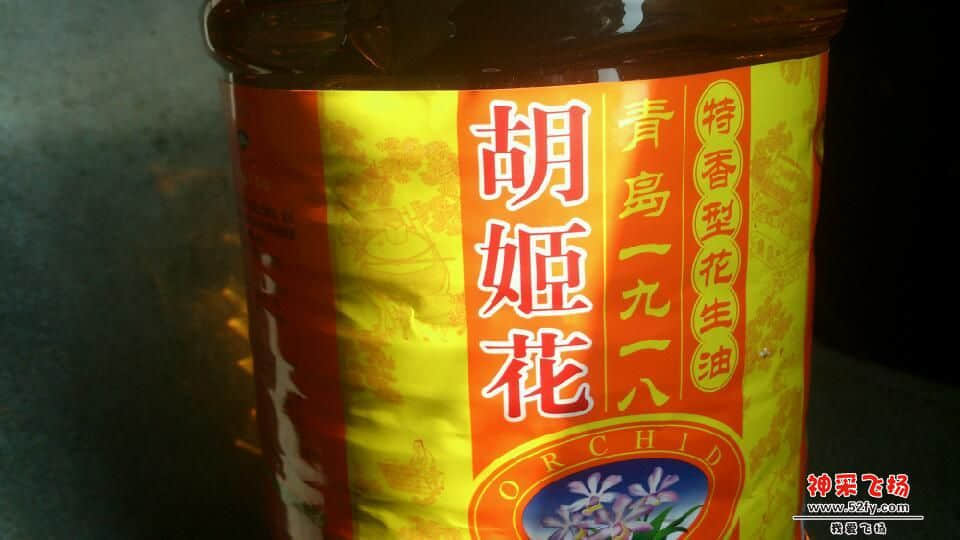 胡姬花
青岛一九一八
特香型花生油
ORCHID
神采飞扬
www.52fy.com
我爱飞扬